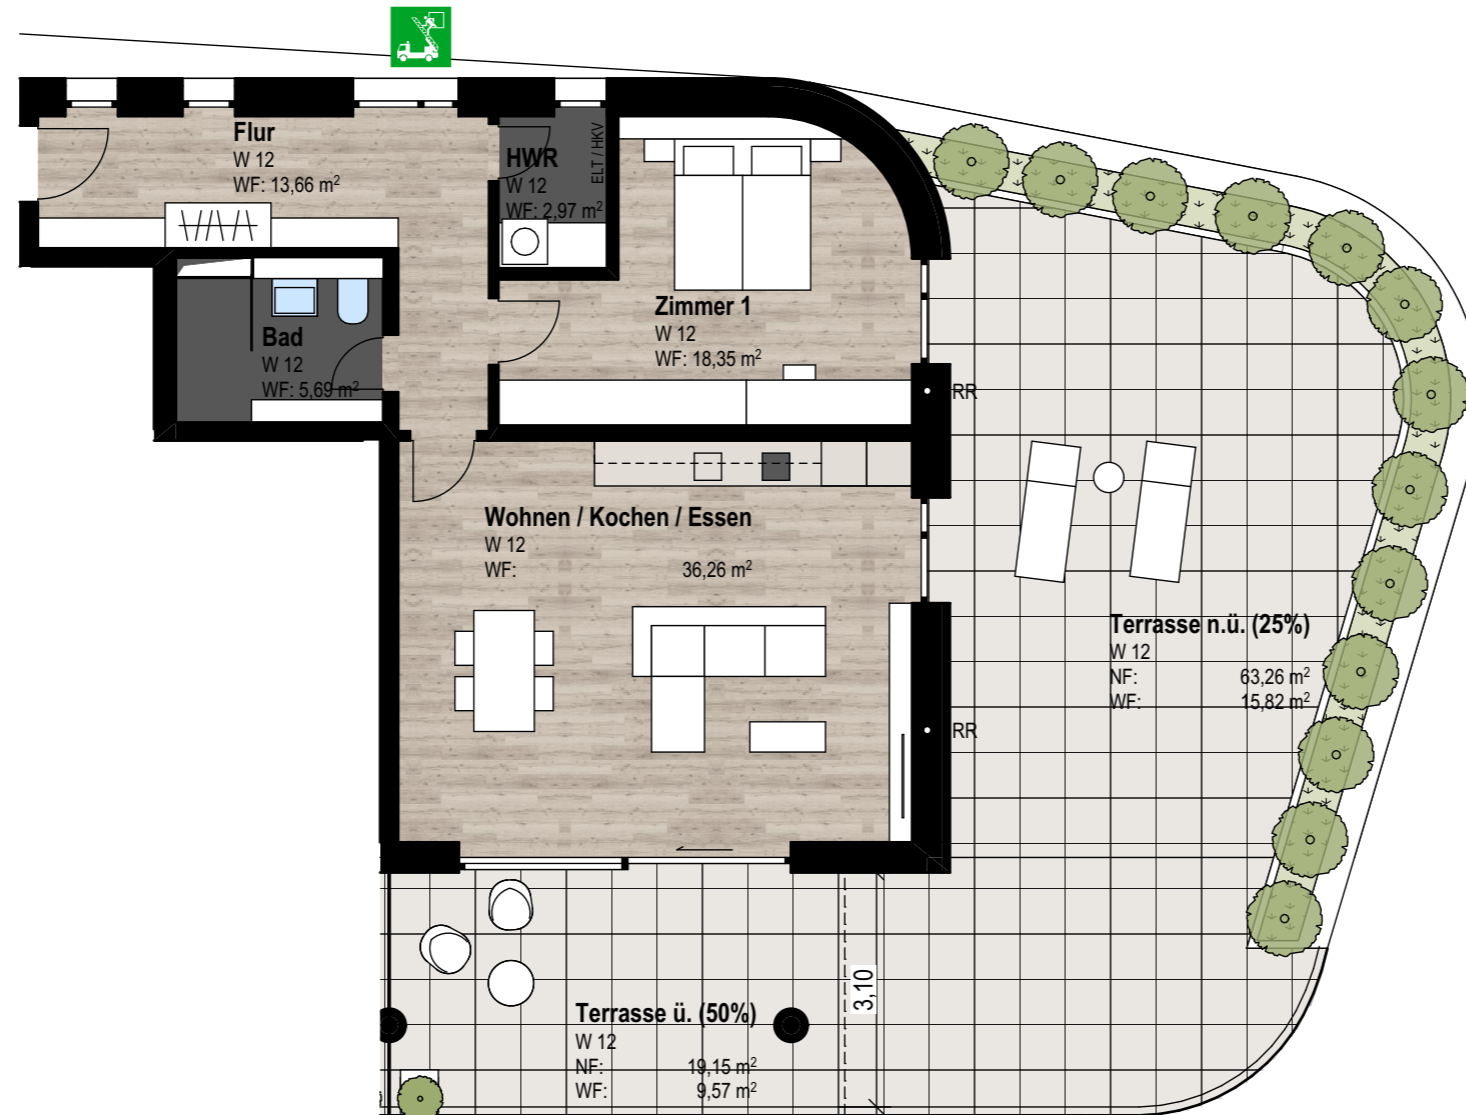 Flur
W 12
WF: 13,66 m²
HWR
W 12
WF: 2,97 m²
ELT / HKV
Zimmer 1
W 12
WF: 18,35 m²
Bad
W 12
WF: 5,69 m²
RR
Wohnen / Kochen / Essen
W 12
WF: 36,26 m²
Terrasse n.ü. (25%)
W 12
NF: 63,26 m²
WF: 15,82 m²
RR
3,10
Terrasse ü. (50%)
W 12
NF: 19,15 m²
WF: 9,57 m²